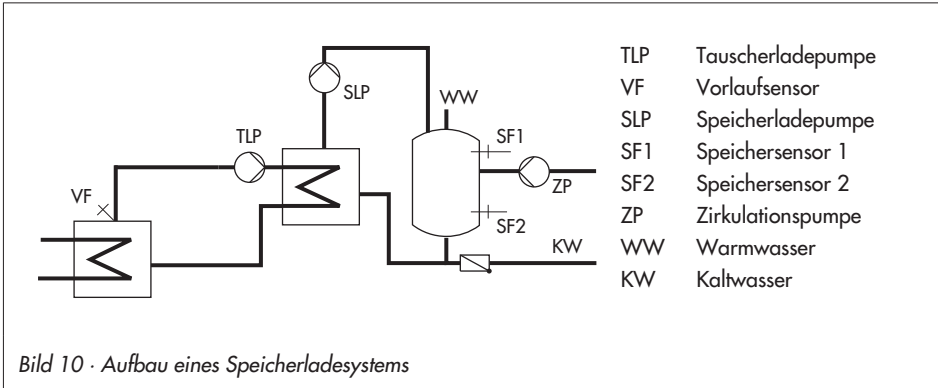 SLP
WW
SF1
TLP
ZP
VF
SF2
KW
TLP Tauscherladepumpe
VF Vorlaufsensor
SLP Speicherladepumpe
SF1 Speichersensor 1
SF2 Speichersensor 2
ZP Zirkulationspumpe
WW Warmwasser
KW Kaltwasser
Bild 10 · Aufbau eines Speicherladesystems